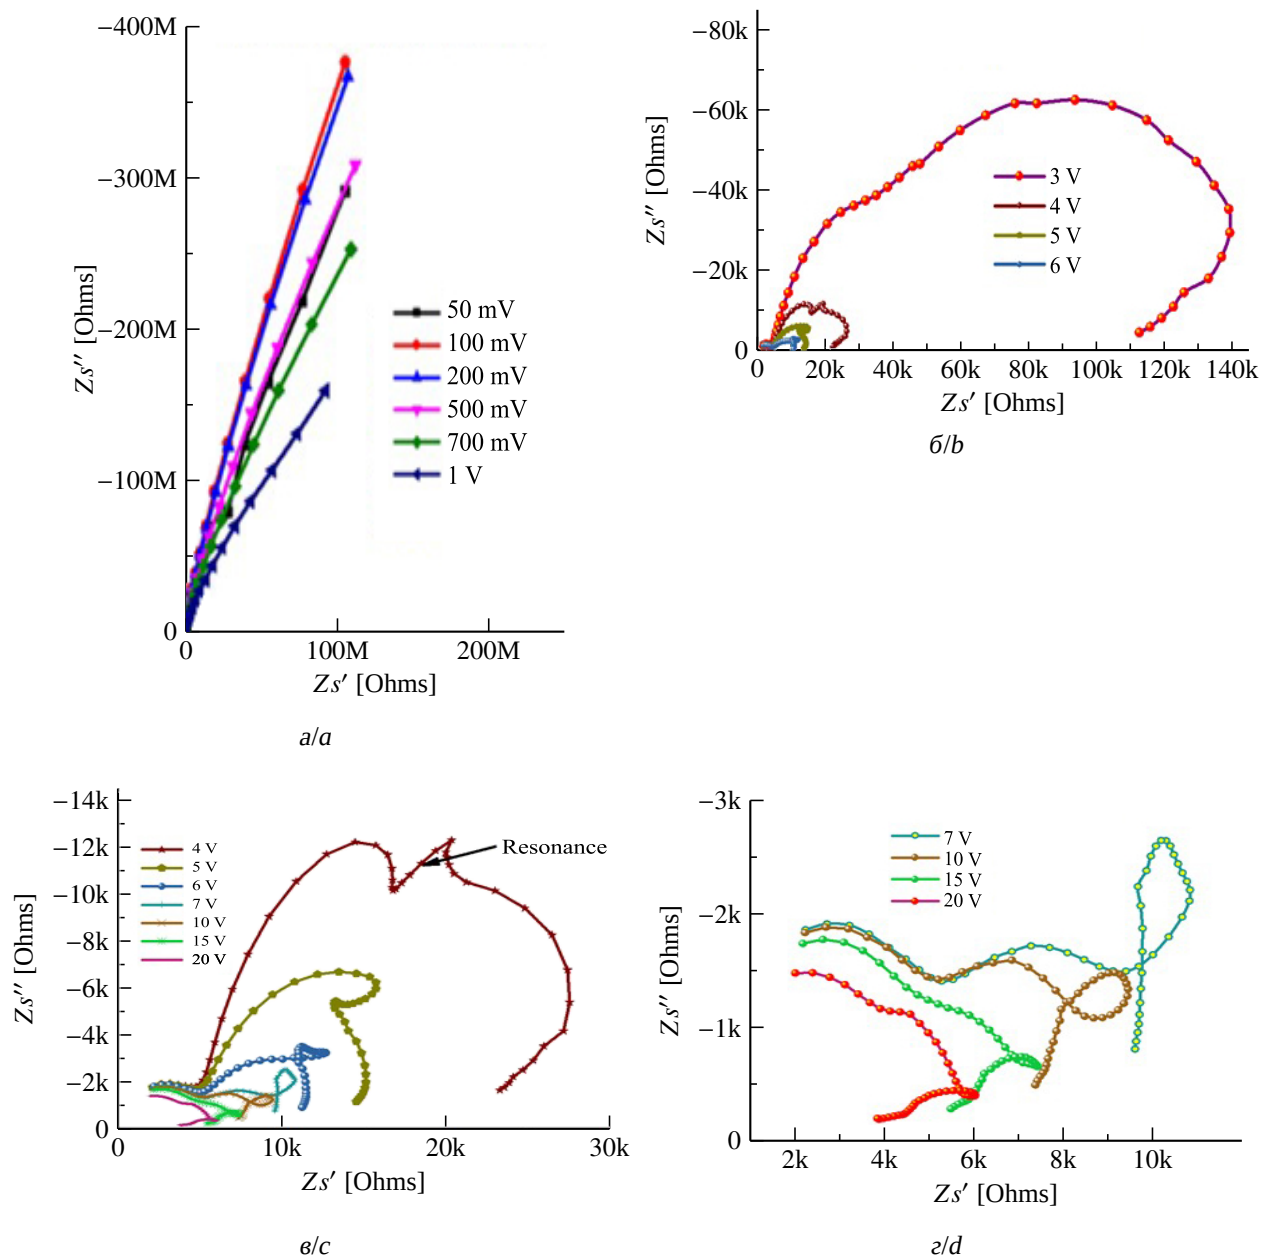 −400M
−300M
−200M
−100M
0
0
100M
200M
Zs″ [Ohms]
Zs′ [Ohms]
50 mV
100 mV
200 mV
500 mV
700 mV
1 V
а/a
−80k
−60k
−40k
−20k
0
0
20k
40k
60k
80k
100k
120k
140k
Zs″ [Ohms]
Zs′ [Ohms]
3 V
4 V
5 V
6 V
б/b
−14k
−12k
−10k
−8k
−6k
−4k
−2k
0
0
10k
20k
30k
Zs″ [Ohms]
Zs′ [Ohms]
4 V
5 V
6 V
7 V
10 V
15 V
20 V
Resonance
в/c
−3k
−2k
−1k
0
2k
4k
6k
8k
10k
Zs″ [Ohms]
Zs′ [Ohms]
7 V
10 V
15 V
20 V
г/d